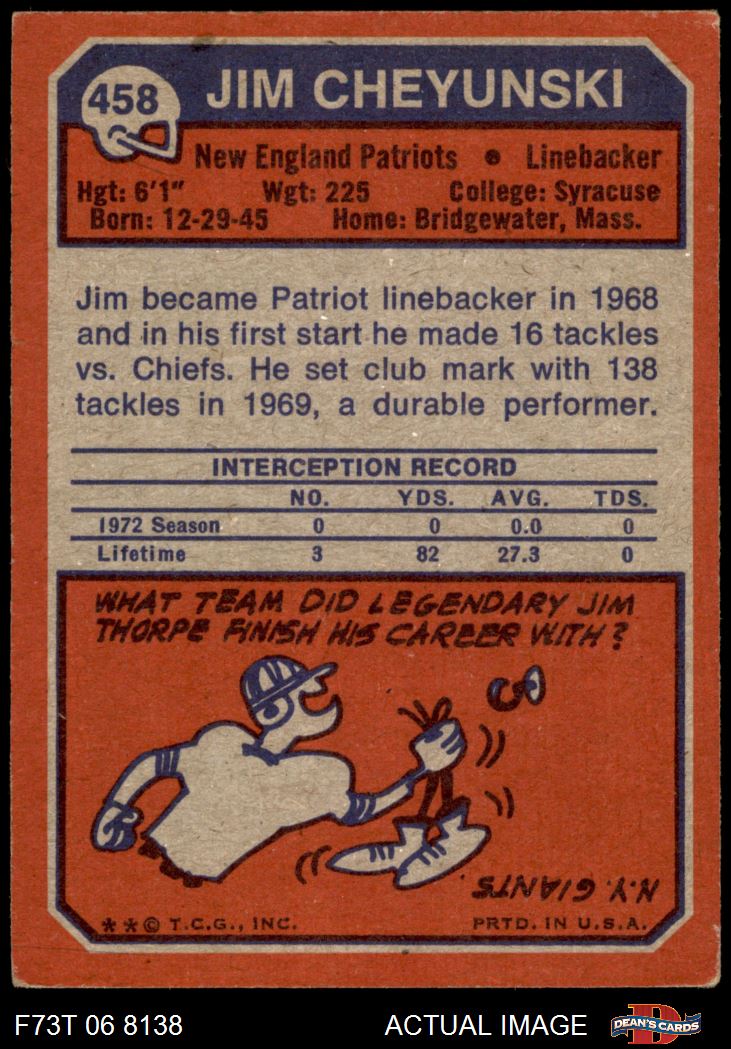 458
JIM CHEYUNSKI
New England Patriots • Linebacker
Hgt: 6'1" Wgt: 225 College: Syracuse
Born: 12-29-45 Home: Bridgewater, Mass.
Jim became Patriot linebacker in 1968
and in his first start he made 16 tackles
vs. Chiefs. He set club mark with 138
tackles in 1969, a durable performer.
INTERCEPTION RECORD
NO. YDS. AVG. TDS.
1972 Season 0 0 0.0 0
Lifetime 3 82 27.3 0
WHAT TEAM DID LEGENDARY JIM
THORPE FINISH HIS CAREER WITH?
N.Y. GIANTS
**© T.C.G., INC. PRTD. IN U.S.A.
F73T 06 8138 ACTUAL IMAGE DEAN'S CARDS